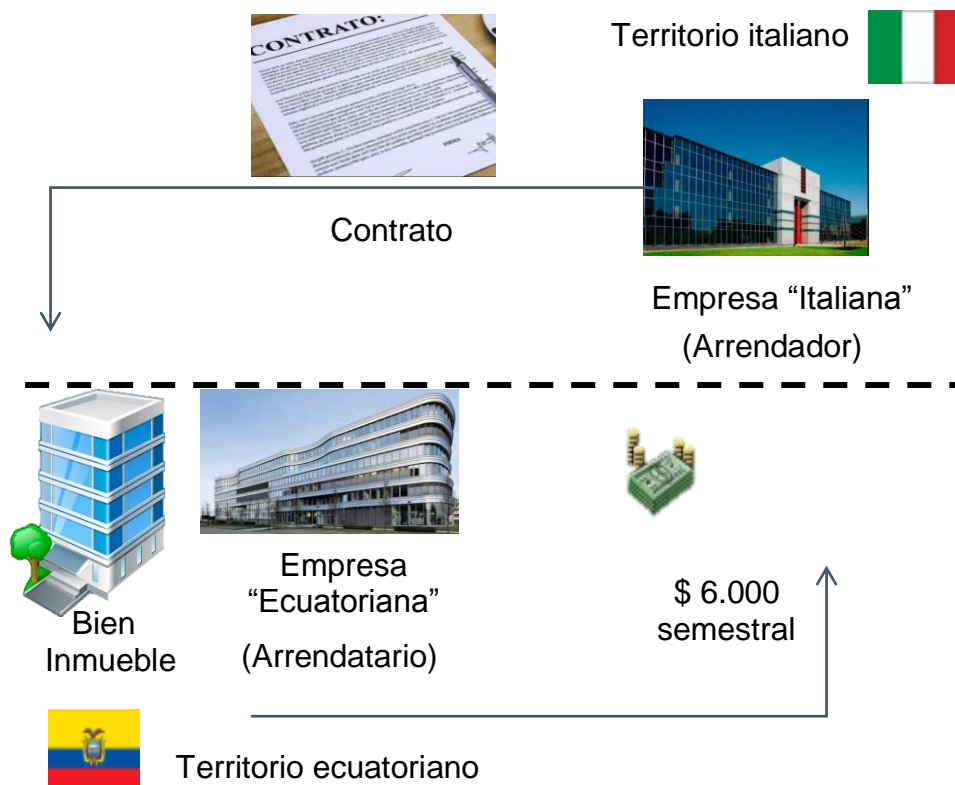 CONTRATO:
Territorio italiano
Contrato
Empresa “Italiana”
(Arrendador)
Empresa
“Ecuatoriana”
(Arrendatario)
Bien
Inmueble
$ 6.000
semestral
Territorio ecuatoriano